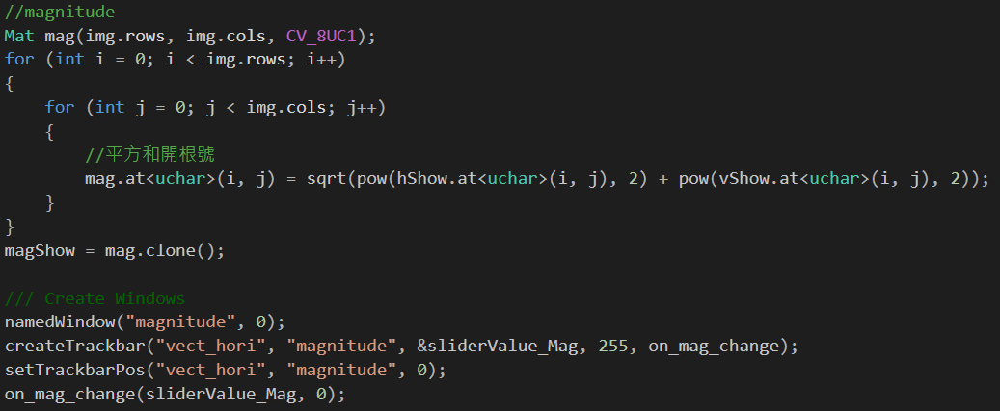 //magnitude
Mat mag(img.rows, img.cols, CV_8UC1);
for (int i = 0; i < img.rows; i++)
{
    for (int j = 0; j < img.cols; j++)
    {
        //平方和開根號
        mag.at<uchar>(i, j) = sqrt(pow(hShow.at<uchar>(i, j), 2) + pow(vShow.at<uchar>(i, j), 2));
    }
}
magShow = mag.clone();

/// Create Windows
namedWindow("magnitude", 0);
createTrackbar("vect_hori", "magnitude", &sliderValue_Mag, 255, on_mag_change);
setTrackbarPos("vect_hori", "magnitude", 0);
on_mag_change(sliderValue_Mag, 0);